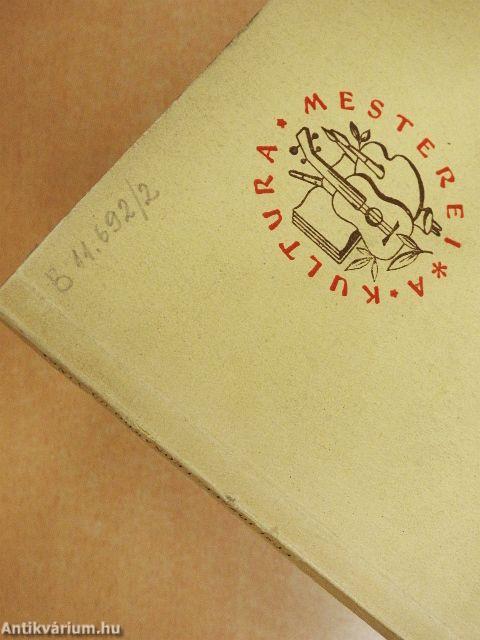 A ★ KULTURA ★ MESTEREI *
B 11.692/2
Antikvárium.hu